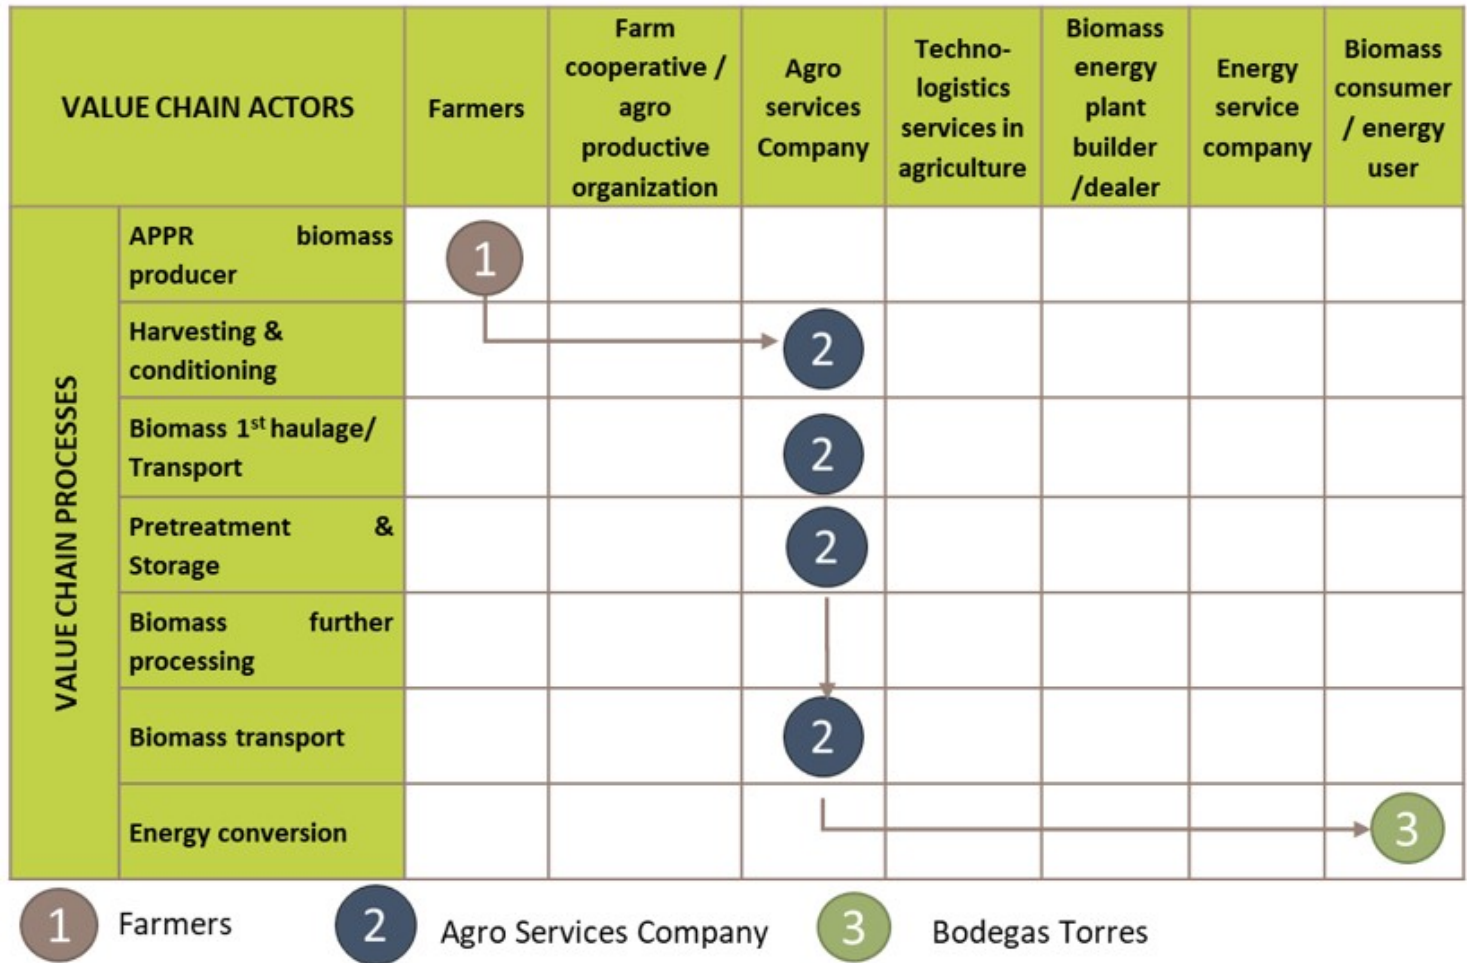 VALUE CHAIN ACTORS
Farmers
Farm
cooperative /
agro
productive
organization
Agro
services
Company
Techno-
logistics
services in
agriculture
Biomass
energy
plant
builder
/dealer
Energy
service
company
Biomass
consumer
/ energy
user
VALUE CHAIN PROCESSES
APPR biomass
producer
1
Harvesting &
conditioning
2
Biomass 1st haulage/
Transport
2
Pretreatment &
Storage
2
Biomass further
processing
Biomass transport
2
Energy conversion
3
1 Farmers
2 Agro Services Company
3 Bodegas Torres